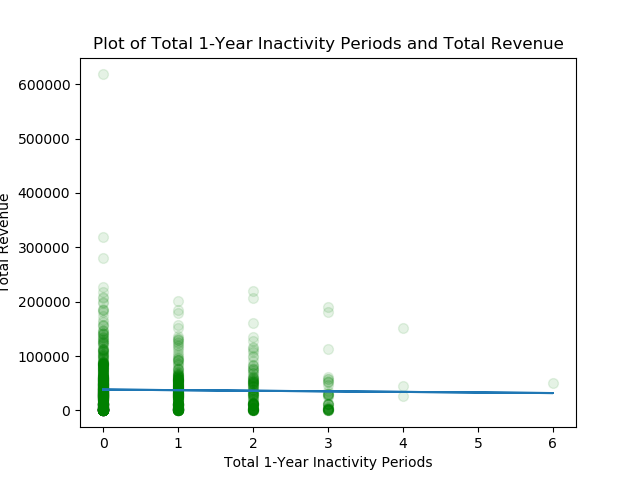 Plot of Total 1-Year Inactivity Periods and Total Revenue
600000
500000
400000
300000
200000
100000
0
Total Revenue
0 1 2 3 4 5 6
Total 1-Year Inactivity Periods